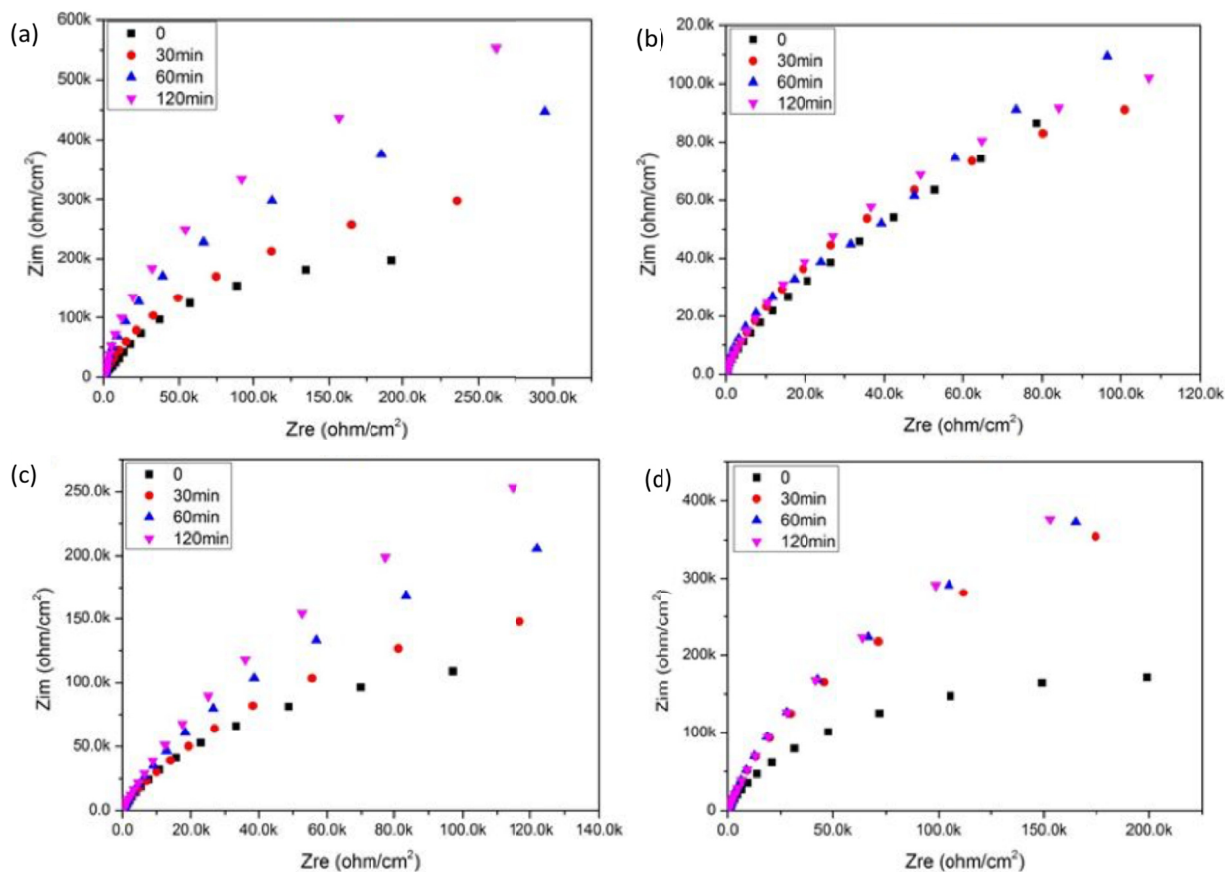 (a)
600k
500k
400k
300k
200k
100k
0
0
30min
60min
120min
Zim (ohm/cm²)
0.0 50.0k 100.0k 150.0k 200.0k 250.0k 300.0k
Zre (ohm/cm²)
(b)
20.0k
100.0k
80.0k
60.0k
40.0k
20.0k
0.0
0
30min
60min
120min
Zim (ohm/cm²)
0.0 20.0k 40.0k 60.0k 80.0k 100.0k 120.0k
Zre (ohm/cm²)
(c)
250.0k
200.0k
150.0k
100.0k
50.0k
0.0
0
30min
60min
120min
Zim (ohm/cm²)
0.0 20.0k 40.0k 60.0k 80.0k 100.0k 120.0k 140.0k
Zre (ohm/cm²)
(d)
400k
300k
200k
100k
0
0
30min
60min
120min
Zim (ohm/cm²)
0.0 50.0k 100.0k 150.0k 200.0k
Zre (ohm/cm²)